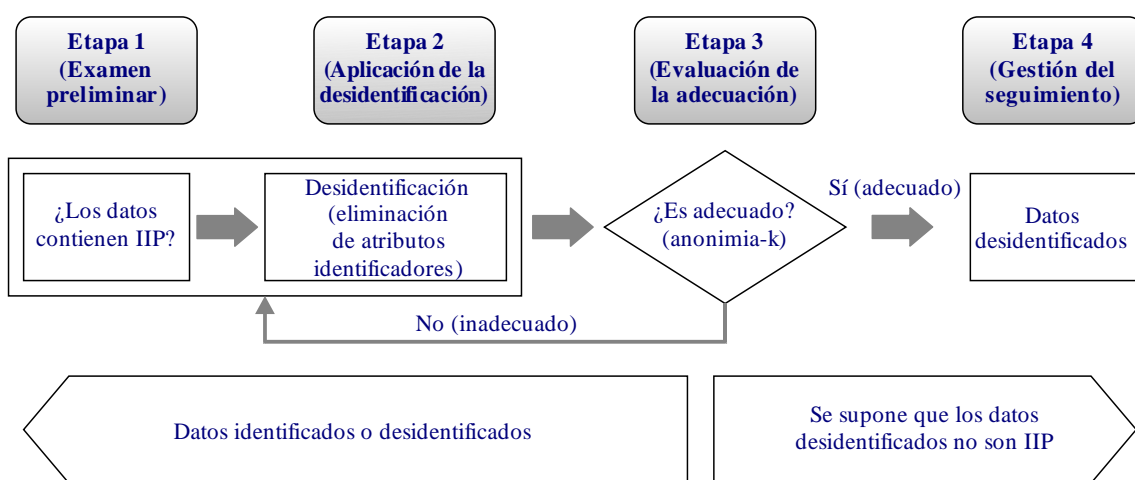 Etapa 1
(Examen
preliminar)
Etapa 2
(Aplicación de la
desidentificación)
Etapa 3
(Evaluación de
la adecuación)
Etapa 4
(Gestión del
seguimiento)
¿Los datos
contienen IIP?
Desidentificación
(eliminación
de atributos
identificadores)
¿Es adecuado?
(anonimia-k)
Sí (adecuado)
Datos
desidentificados
No (inadecuado)
Datos identificados o desidentificados
Se supone que los datos
desidentificados no son IIP